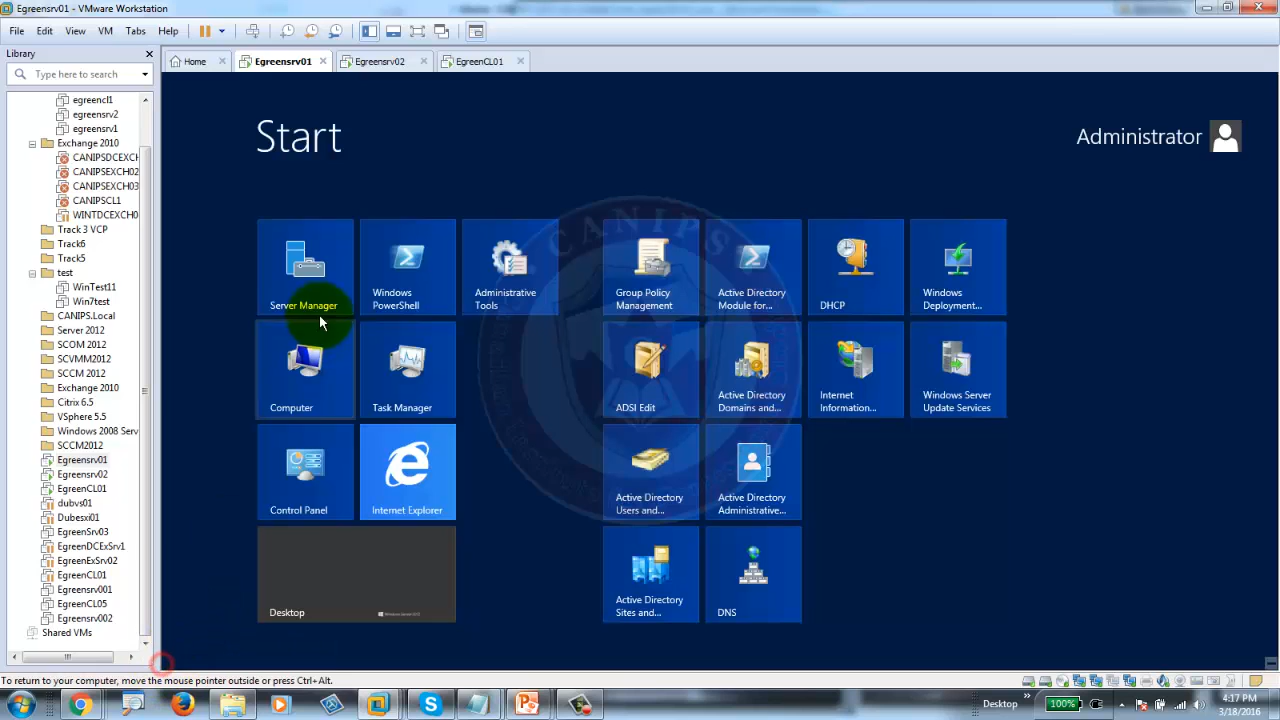 Egreensrv01 - VMware Workstation
File Edit View VM Tabs Help
Library
Type here to search
Home
Egreensrv01
Egreensrv02
EgreenCL01
egreencl1
egreensrv2
egreensrv1
Exchange 2010
CANIPSDCEXCH
CANIPSEXCH02
CANIPSEXCH03
CANIPSCL1
WINTDCEXCH0
Track 3 VCP
Track6
Track5
test
WinTest11
Win7test
CANIPS.Local
Server 2012
SCOM 2012
SCVMM2012
SCCM 2012
Exchange 2010
Citrix 6.5
VSphere 5.5
Windows 2008 Serv
SCCM2012
Egreensrv01
Egreensrv02
EgreenCL01
dubvs01
Dubesxi01
EgreenSrv03
EgreenDCExSrv1
EgreenExSrv02
EgreenCL01
Egreensrv001
EgreenCL05
Egreensrv002
Shared VMs
Start
Administrator
Server Manager
Windows
PowerShell
Administrative
Tools
Group Policy
Management
Active Directory
Module for...
DHCP
Windows
Deployment...
Computer
Task Manager
ADSI Edit
Active Directory
Domains and...
Internet
Information...
Windows Server
Update Services
Control Panel
Internet Explorer
Active Directory
Users and...
Active Directory
Administrative...
Desktop
Active Directory
Sites and...
DNS
CANIPS
To return to your computer, move the mouse pointer outside or press Ctrl+Alt.
Desktop
100%
4:17 PM
3/18/2016